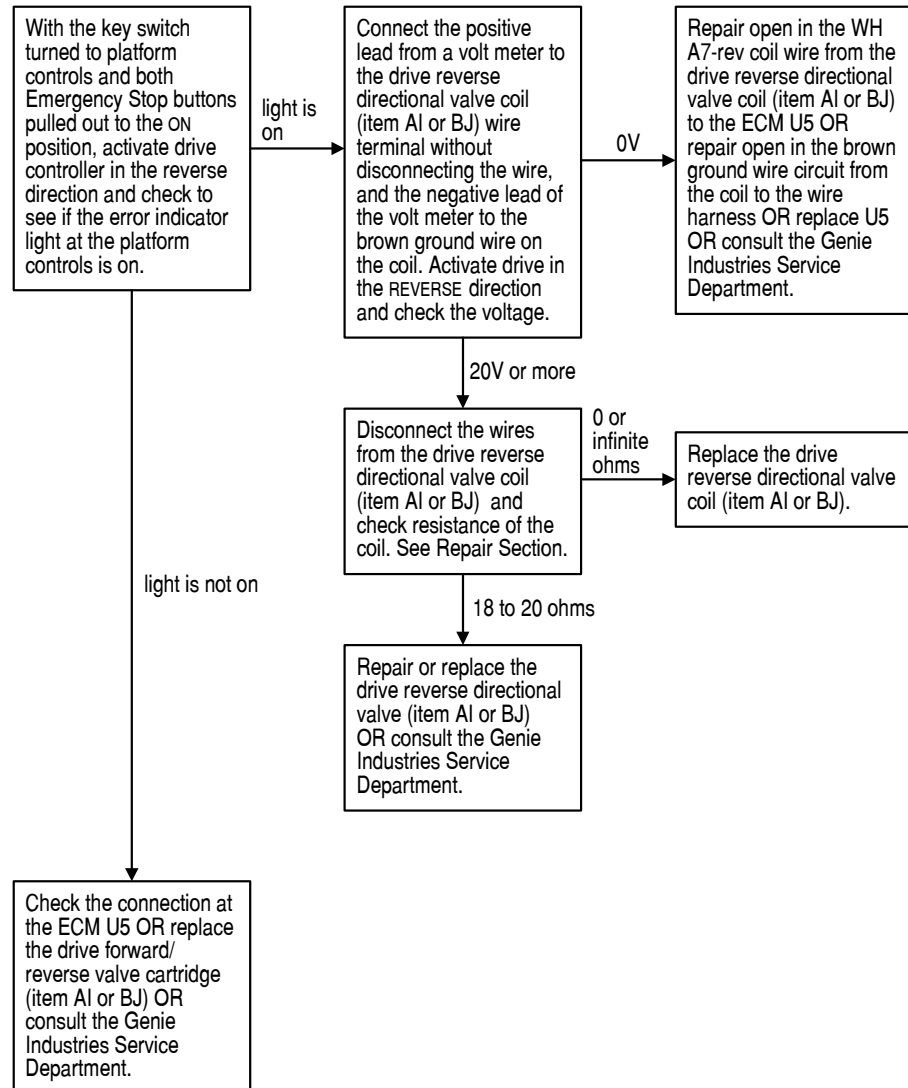 With the key switch
turned to platform
controls and both
Emergency Stop buttons
pulled out to the ON
position, activate drive
controller in the reverse
direction and check to
see if the error indicator
light at the platform
controls is on.
light is
on
Connect the positive
lead from a volt meter to
the drive reverse
directional valve coil
(item AI or BJ) wire
terminal without
disconnecting the wire,
and the negative lead of
the volt meter to the
brown ground wire on
the coil. Activate drive in
the REVERSE direction
and check the voltage.
0V
Repair open in the WH
A7-rev coil wire from the
drive reverse directional
valve coil (item AI or BJ)
to the ECM U5 OR
repair open in the brown
ground wire circuit from
the coil to the wire
harness OR replace U5
OR consult the Genie
Industries Service
Department.
20V or more
Disconnect the wires
from the drive reverse
directional valve coil
(item AI or BJ) and
check resistance of the
coil. See Repair Section.
0 or
infinite
ohms
Replace the drive
reverse directional valve
coil (item AI or BJ).
light is not on
18 to 20 ohms
Repair or replace the
drive reverse directional
valve (item AI or BJ)
OR consult the Genie
Industries Service
Department.
Check the connection at
the ECM U5 OR replace
the drive forward/
reverse valve cartridge
(item AI or BJ) OR
consult the Genie
Industries Service
Department.